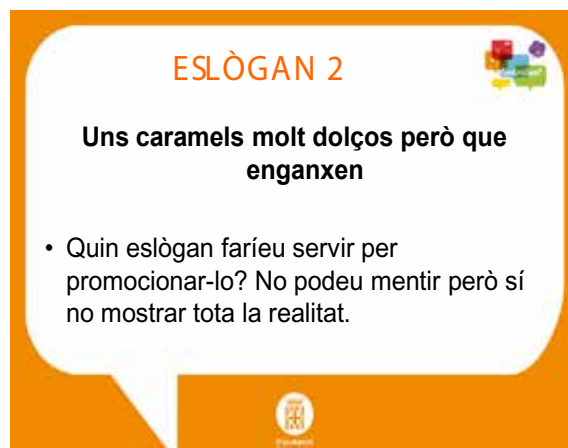 ESLÒGAN 2
Uns caramels molt dolços però que
enganxen
• Quin eslògan faríeu servir per
promocionar-lo? No podeu mentir però sí
no mostrar tota la realitat.